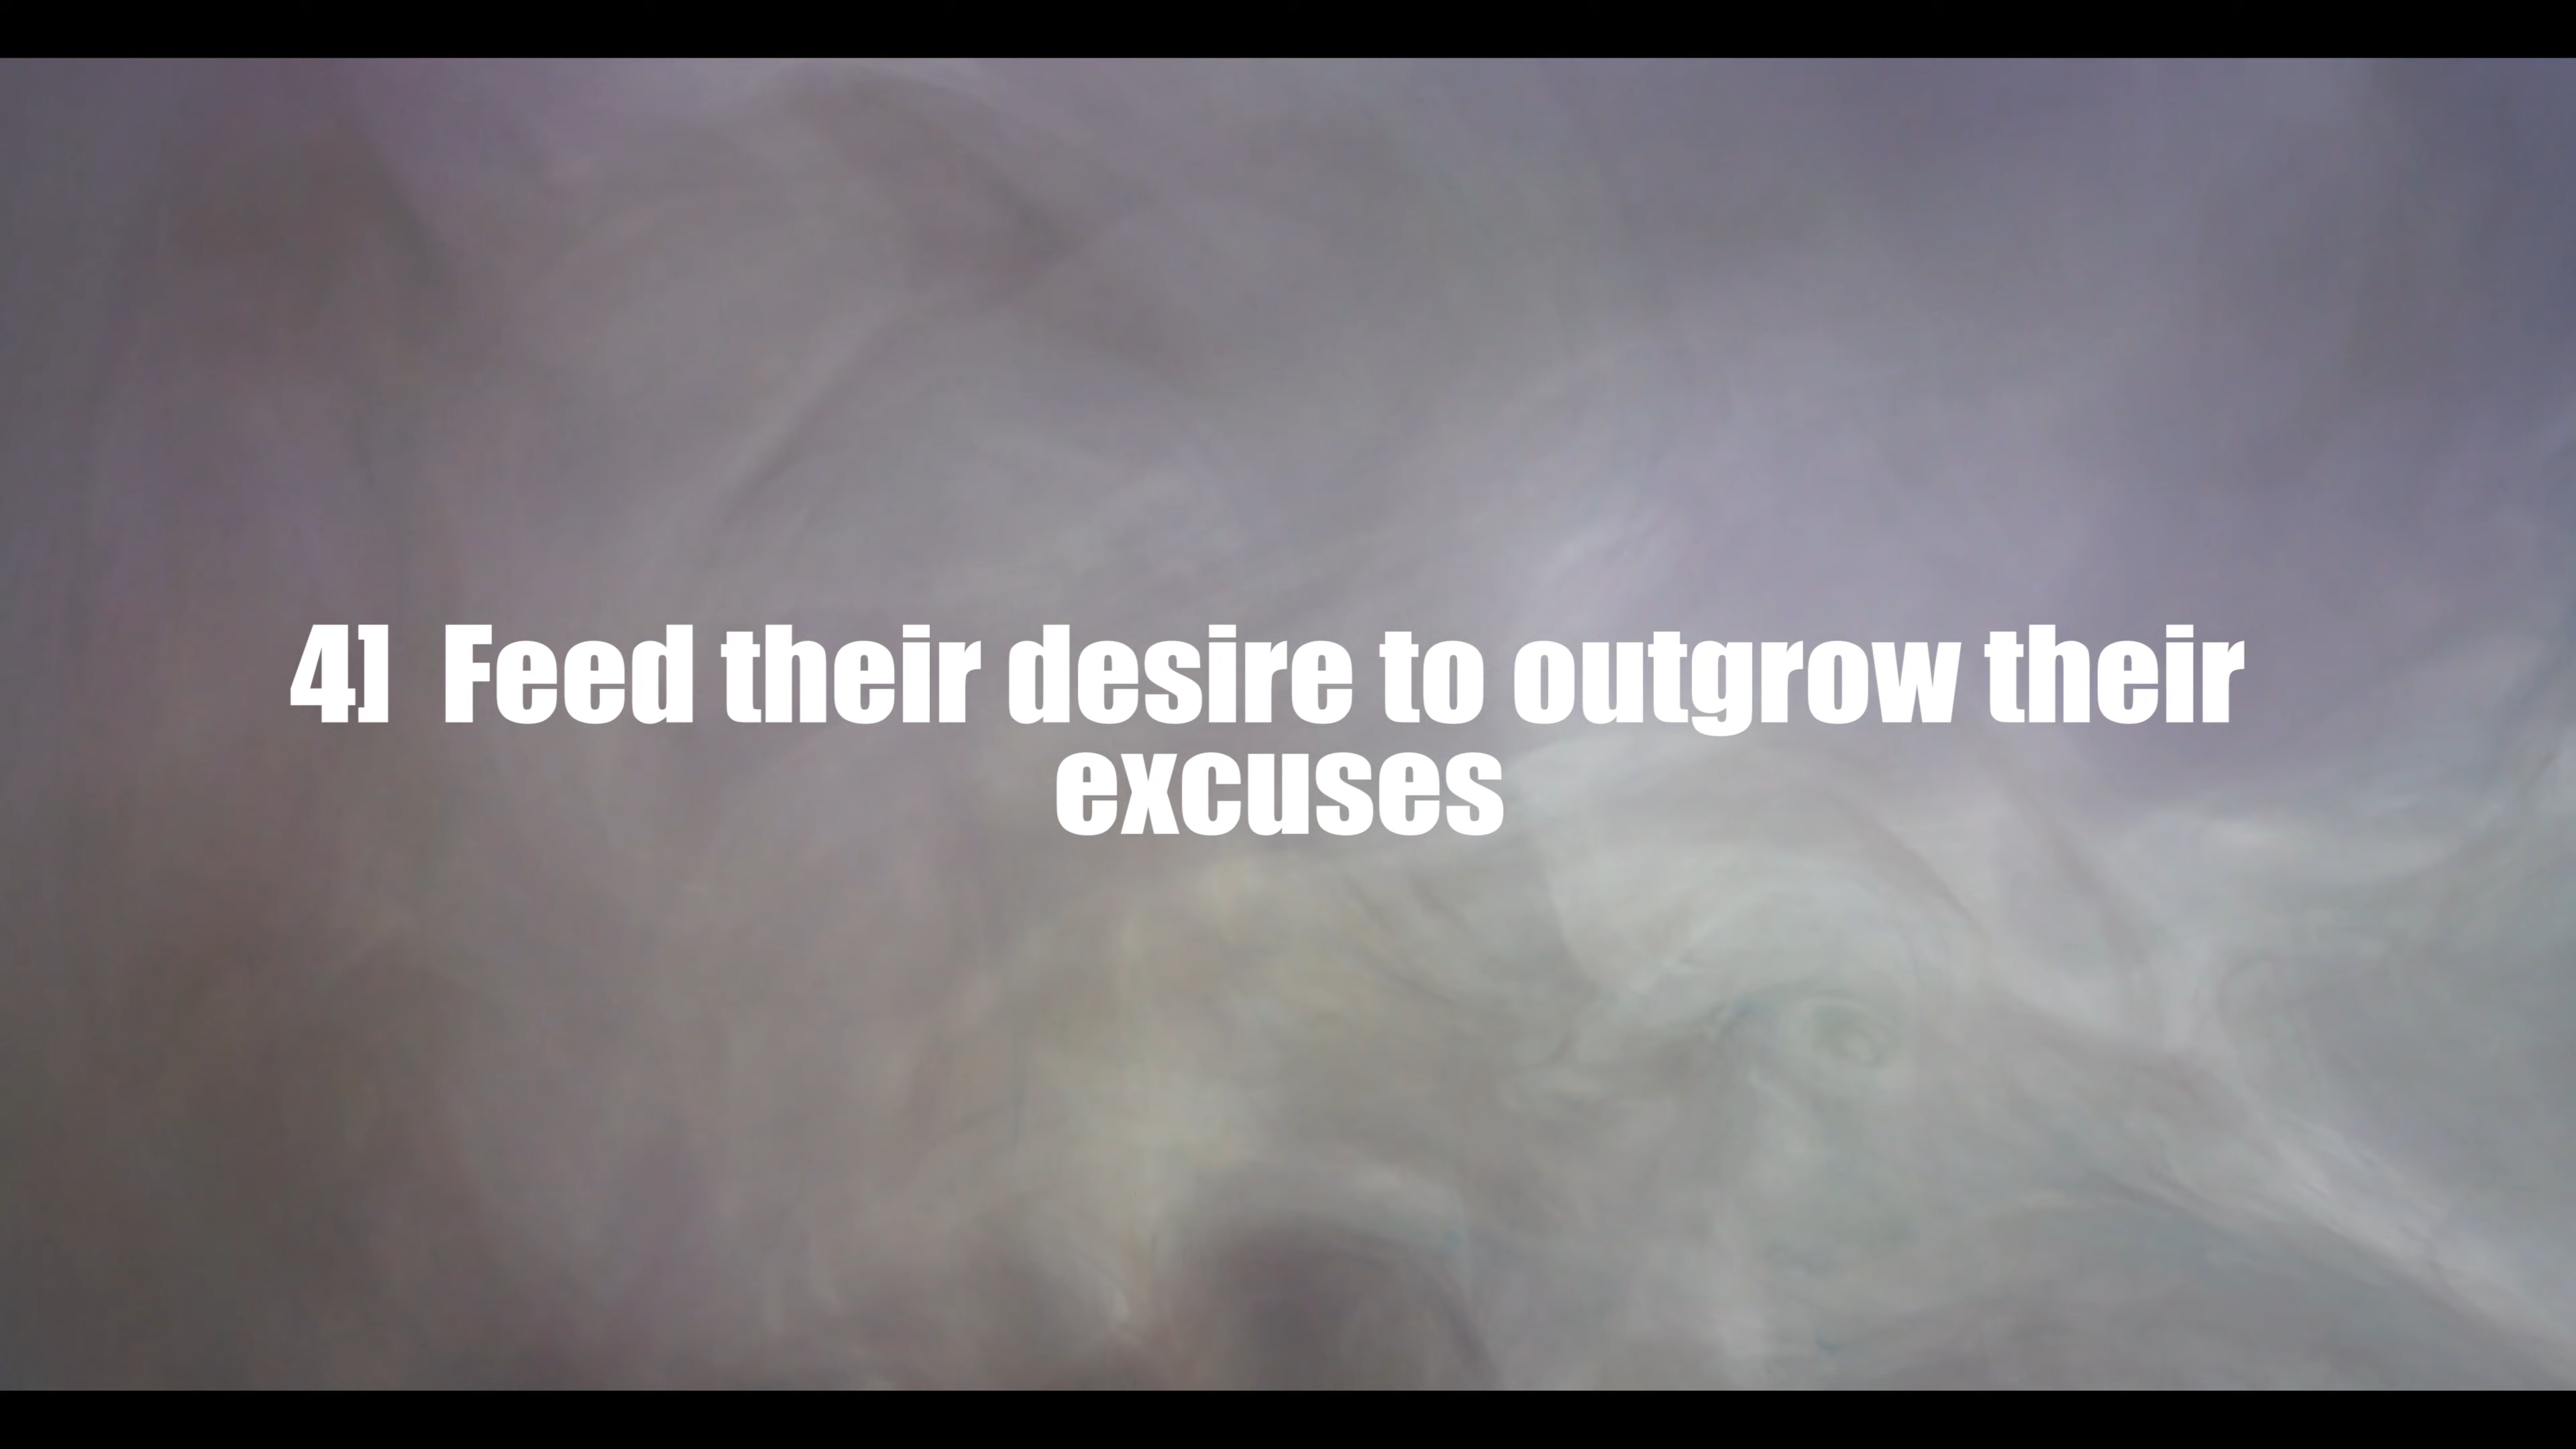 4] Feed their desire to outgrow their
excuses